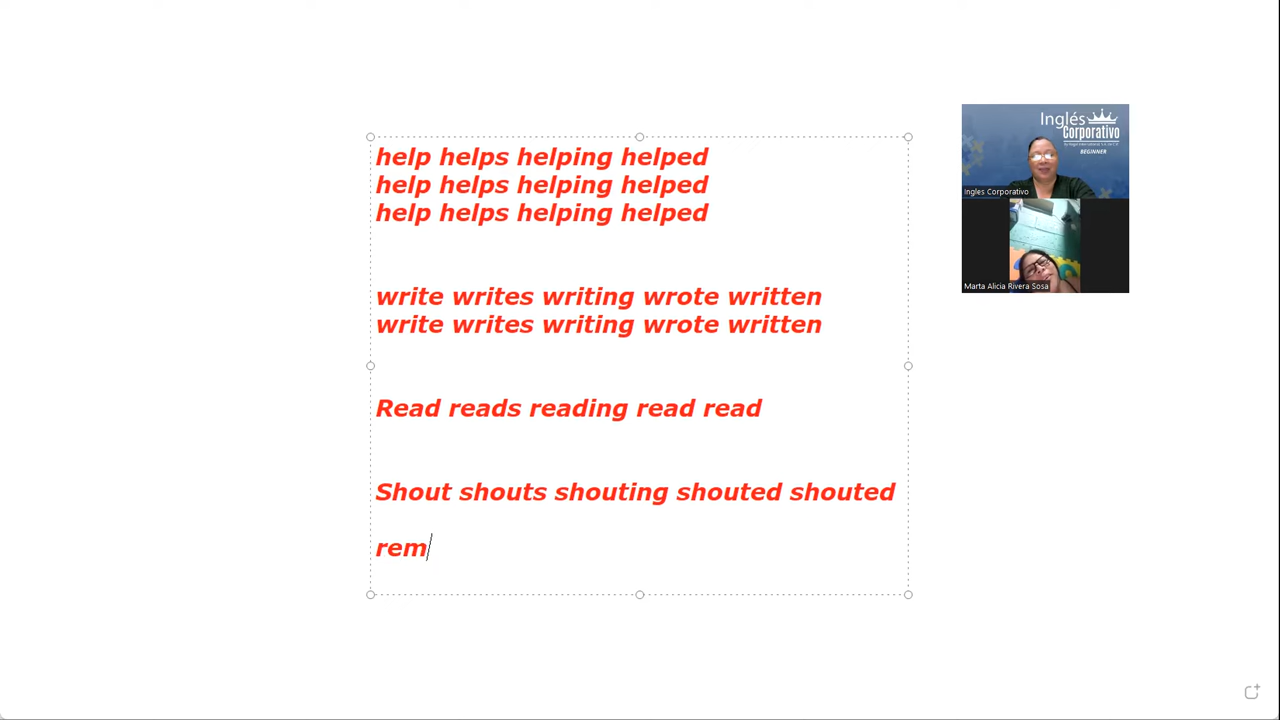 help helps helping helped
help helps helping helped
help helps helping helped
write writes writing wrote written
write writes writing wrote written
Read reads reading read read
Shout shouts shouting shouted shouted
rem
Inglés
Corporativo
BEGINNER
Ingles Corporativo
Marta Alicia Rivera Sosa